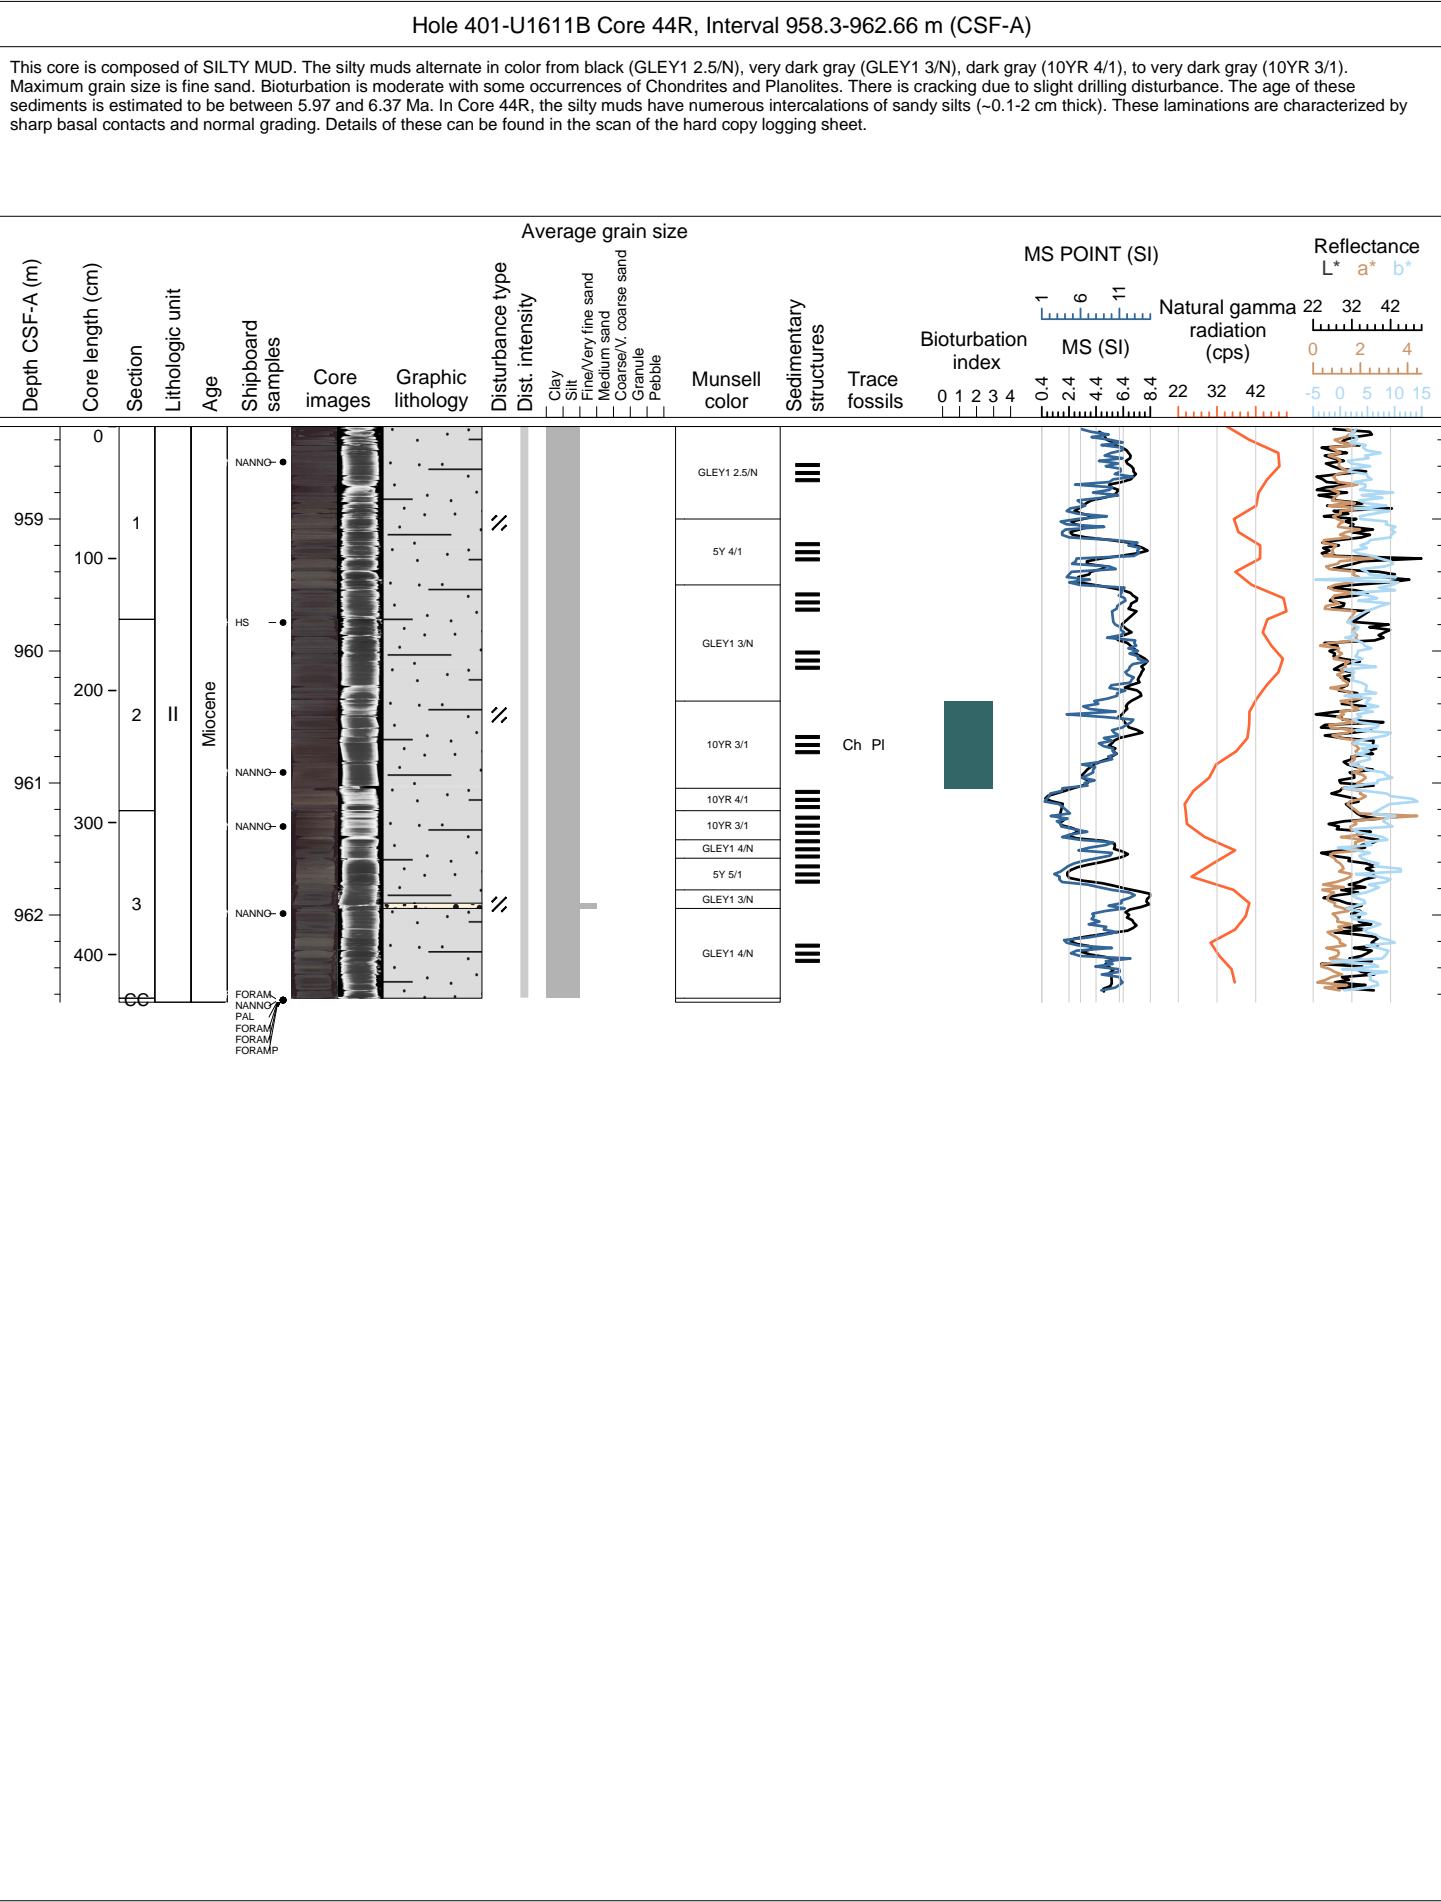 Hole 401-U1611B Core 44R, Interval 958.3-962.66 m (CSF-A)
This core is composed of SILTY MUD. The silty muds alternate in color from black (GLEY1 2.5/N), very dark gray (GLEY1 3/N), dark gray (10YR 4/1), to very dark gray (10YR 3/1).
Maximum grain size is fine sand. Bioturbation is moderate with some occurrences of Chondrites and Planolites. There is cracking due to slight drilling disturbance. The age of these
sediments is estimated to be between 5.97 and 6.37 Ma. In Core 44R, the silty muds have numerous intercalations of sandy silts (~0.1-2 cm thick). These laminations are characterized by
sharp basal contacts and normal grading. Details of these can be found in the scan of the hard copy logging sheet.
Depth CSF-A (m)
Core length (cm)
Section
Lithologic unit
Age
Shipboard
samples
Core
images
Graphic
lithology
Disturbance type
Dist. intensity
Average grain size
Clay
Silt
Fine/Very fine sand
Medium sand
Coarse/V. coarse sand
Granule
Pebble
Munsell
color
Sedimentary
structures
Trace
fossils
Bioturbation
index
0 1 2 3 4
MS POINT (SI)
1 6 11
MS (SI)
0.4 2.4 4.4 6.4 8.4
Natural gamma
radiation
(cps)
22 32 42
Reflectance
L* a* b*
22 32 42
0 2 4
-5 0 5 10 15
959
960
961
962
0
100
200
300
400
1
2
3
CC
II
Miocene
NANNO
HS
NANNO
NANNO
NANNO
FORAM
NANNO
PAL
FORAM
FORAM
FORAMP
GLEY1 2.5/N
5Y 4/1
GLEY1 3/N
10YR 3/1
10YR 4/1
10YR 3/1
GLEY1 4/N
5Y 5/1
GLEY1 3/N
GLEY1 4/N
Ch Pl